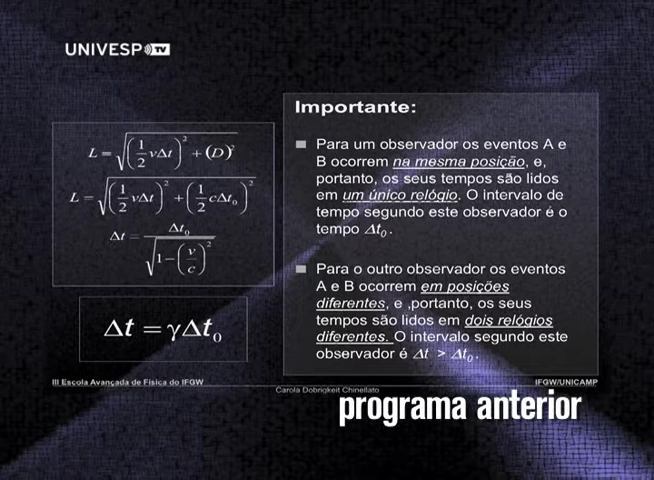 UNIVESP TV
L = √((1/2 vΔt)² + (D)²)
L = √((1/2 vΔt)² + (1/2 cΔt₀)²)
Δt = Δt₀ / √(1 − (v/c)²)
Δt = γΔt₀
Importante:
Para um observador os eventos A e
B ocorrem na mesma posição, e,
portanto, os seus tempos são lidos
em um único relógio. O intervalo de
tempo segundo este observador é o
tempo Δt₀.
Para o outro observador os eventos
A e B ocorrem em posições
diferentes, e ,portanto, os seus
tempos são lidos em dois relógios
diferentes. O intervalo segundo este
observador é Δt > Δt₀.
III Escola Avançada de Física do IFGW
Carola Dobrigkeit Chinellato
IFGW/UNICAMP
programa anterior